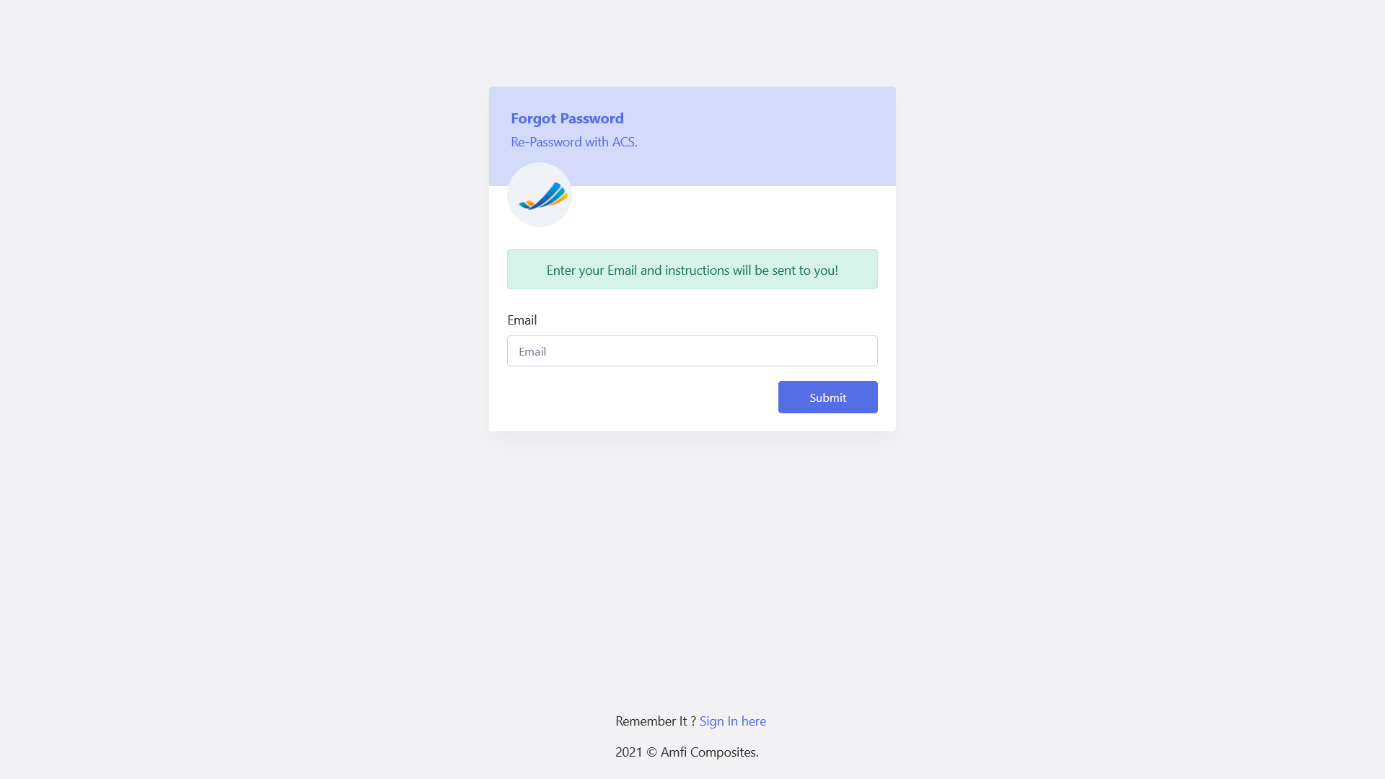 Forgot Password
Re-Password with ACS.
Enter your Email and instructions will be sent to you!
Email
Email
Submit
Remember It ? Sign In here
2021 © Amfi Composites.